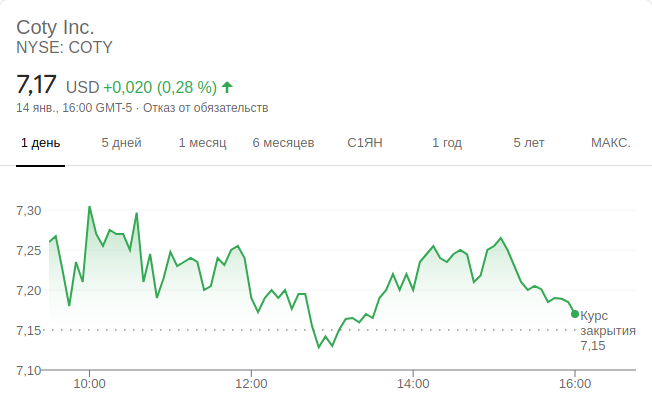 Coty Inc.
NYSE: COTY
7,17 USD +0,020 (0,28 %)
14 янв., 16:00 GMT-5 · Отказ от обязательств
1 день 5 дней 1 месяц 6 месяцев С1ЯН 1 год 5 лет МАКС.
7,30
7,25
7,20
7,15
7,10
Курс
закрытия
7,15
10:00 12:00 14:00 16:00